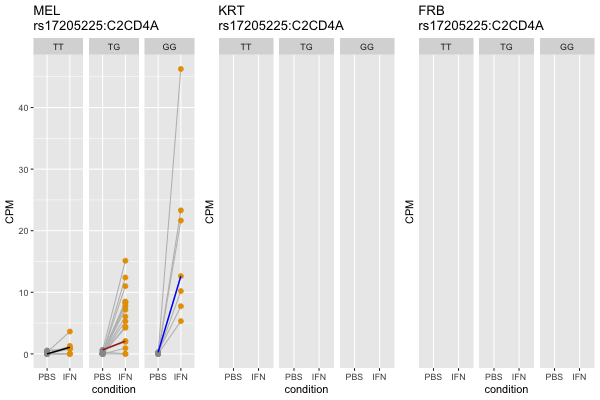 MEL
rs17205225:C2CD4A
TT TG GG
CPM
40
30
20
10
0
PBS IFN PBS IFN PBS IFN
condition
KRT
rs17205225:C2CD4A
TT TG GG
CPM
PBS IFN PBS IFN PBS IFN
condition
FRB
rs17205225:C2CD4A
TT TG GG
CPM
PBS IFN PBS IFN PBS IFN
condition